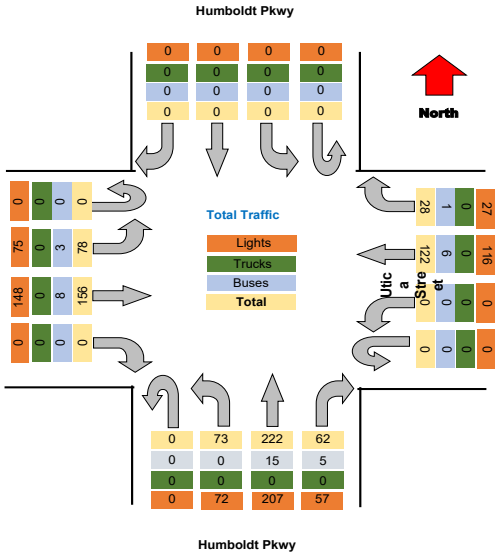 Humboldt Pkwy
0 0 0 0
0 0 0 0
0 0 0 0
0 0 0 0
North
0 0 0 0
75 0 3 78
148 0 8 156
0 0 0 0
Total Traffic
Lights
Trucks
Buses
Total
28 1 0 27
122 6 0 116
0 0 0 0
0 0 0 0
Utic
a
Stre
et
0 73 222 62
0 0 15 5
0 0 0 0
0 72 207 57
Humboldt Pkwy